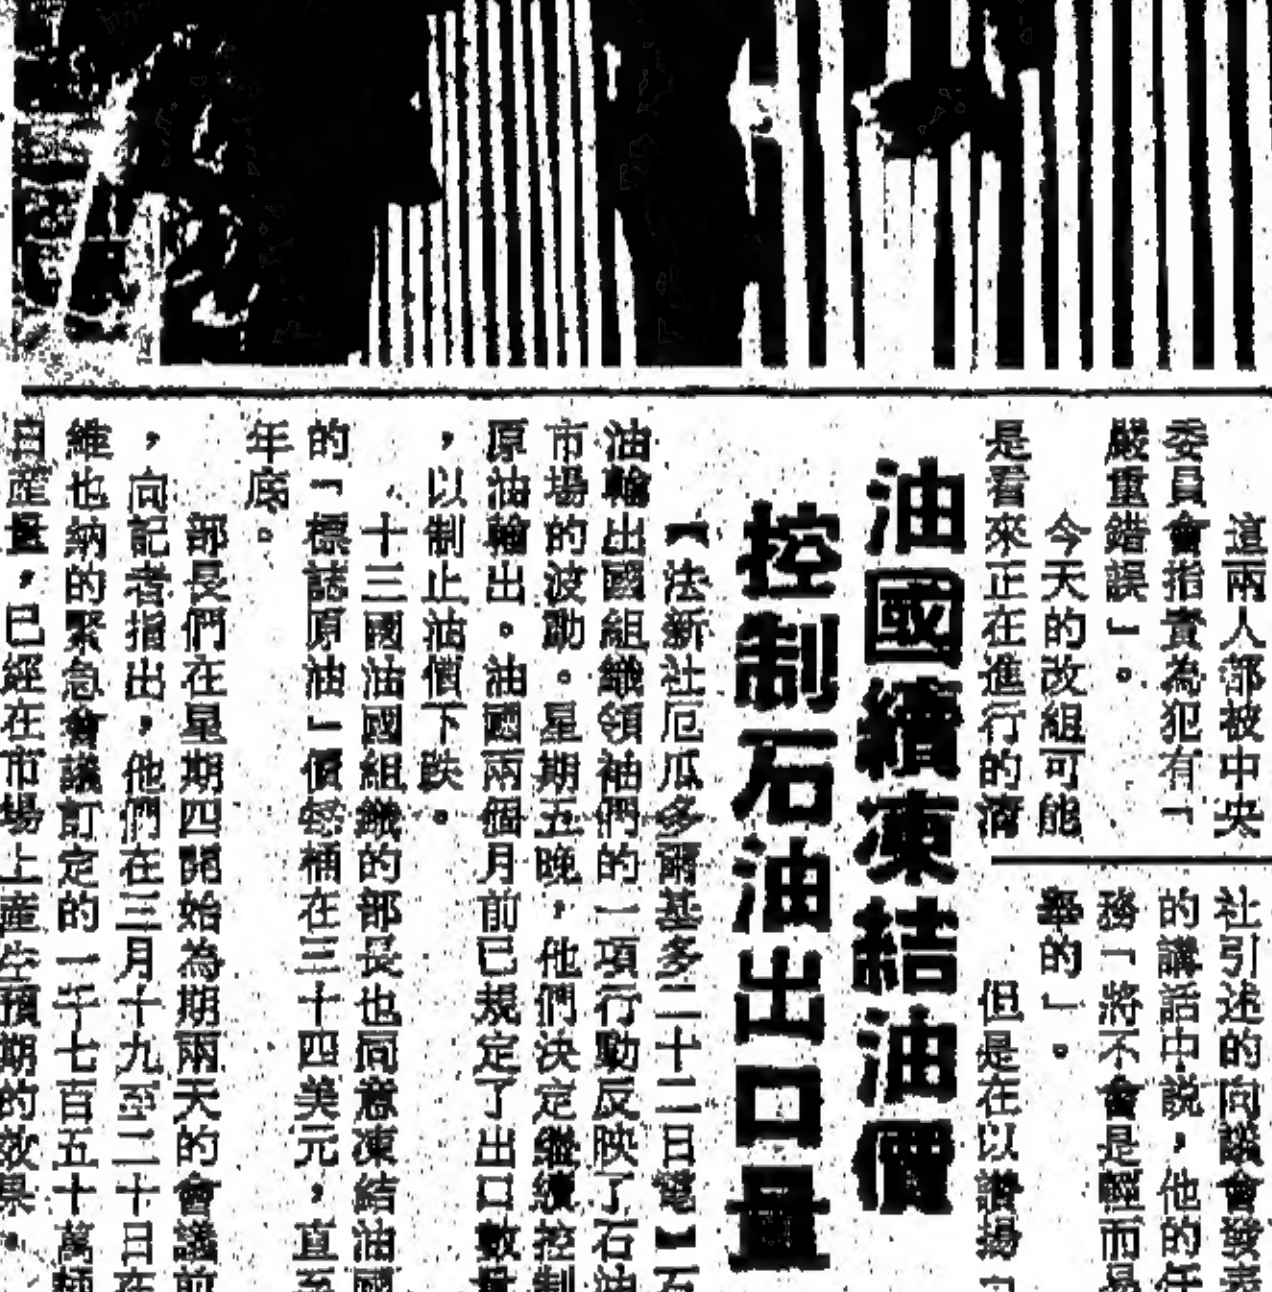 這兩人部被中央
委員會指責為犯有「
嚴重錯誤」。
今天的改組可能
是看來正在進行的
社引述的向談會發表
的講話中説，他的年
務「將不會是輕而易
舉的」。
但是在以讚揚「
油國續凍結油價
控制石油出口量
【法新社厄瓜多爾基多二十二日電】石
油輸出國組織領袖們的一項行動反映了石油
市場的波動。星期五晚，他們決定繼續控制
原油輸出。油國兩個月前已規定了出口數量
，以制止油價下跌。
十三國油國組織的部長也同意凍結油國
的「標誌原油」價每桶在三十四美元，直至
年底。
部長們在星期四開始為期兩天的會議前
，向記者指出，他們在三月十九至二十日在
維也納的緊急會議訂定的一千七百五十萬桶
日產量，已經在市場上產生預期的效果。